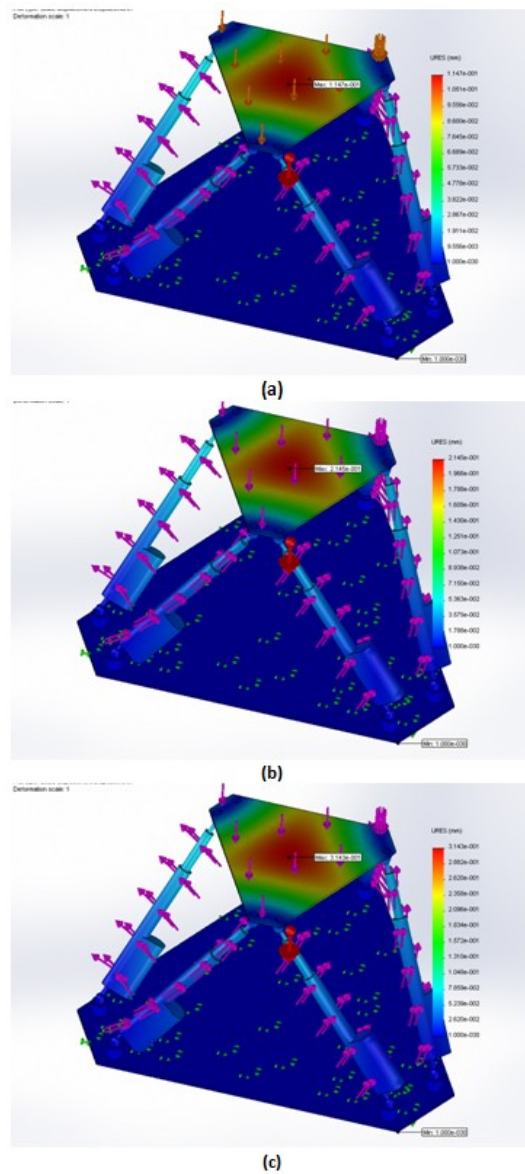 Deformation scale: 1
URES (mm)
1.147e-001
1.051e-001
9.558e-002
8.600e-002
7.645e-002
6.689e-002
5.733e-002
4.778e-002
3.822e-002
2.867e-002
1.911e-002
9.556e-003
1.000e-030
Max: 1.147e-001
Min: 1.000e-030
(a)
URES (mm)
2.145e-001
1.966e-001
1.788e-001
1.609e-001
1.430e-001
1.251e-001
1.073e-001
8.938e-002
7.150e-002
5.363e-002
3.575e-002
1.788e-002
1.000e-030
Max: 2.145e-001
Min: 1.000e-030
(b)
Deformation scale: 1
URES (mm)
3.143e-001
2.882e-001
2.620e-001
2.358e-001
2.096e-001
1.834e-001
1.572e-001
1.310e-001
1.048e-001
7.859e-002
5.239e-002
2.620e-002
1.000e-030
Max: 3.143e-001
Min: 1.000e-030
(c)